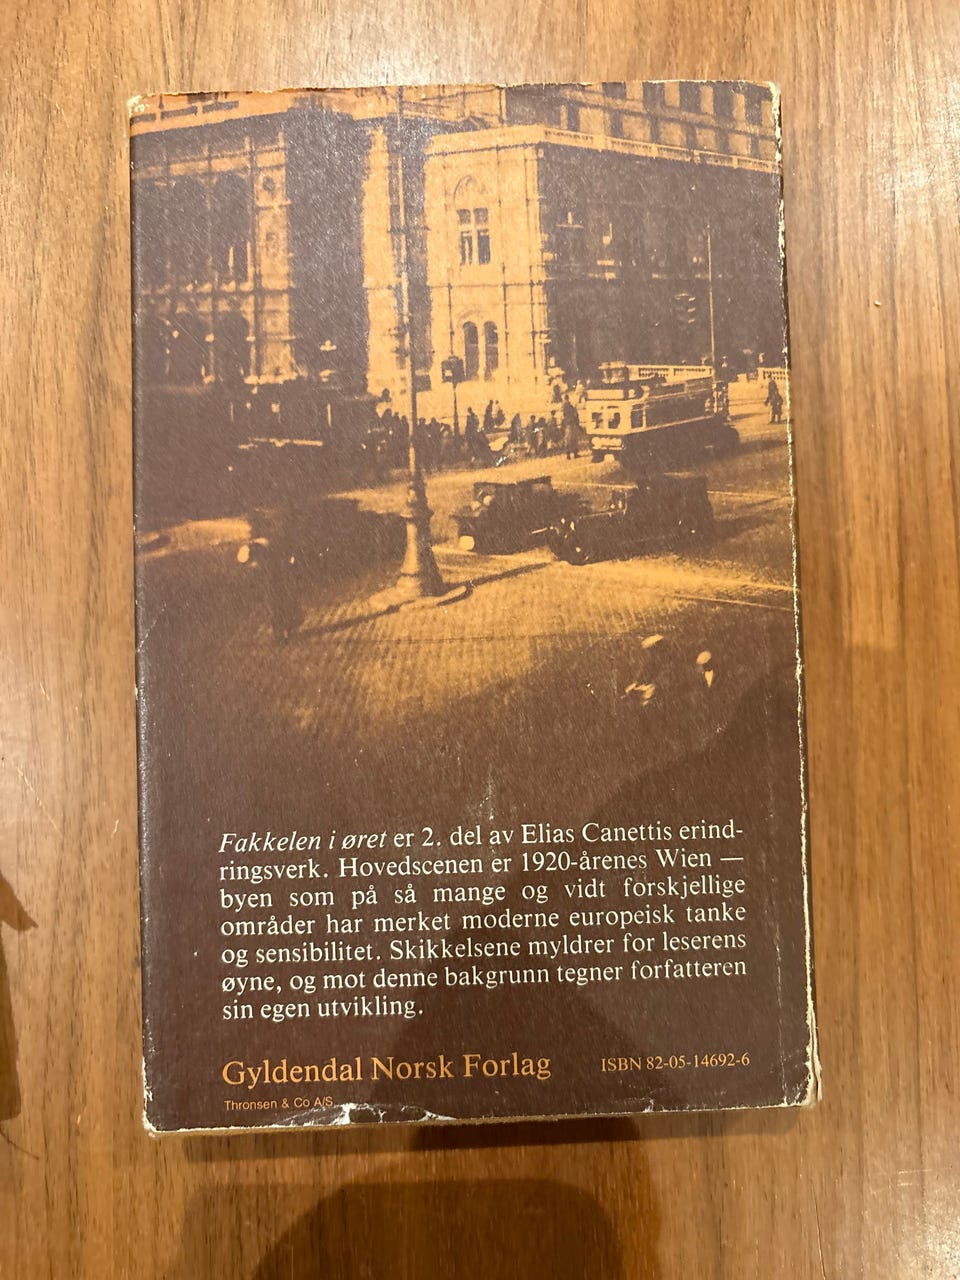 Fakkelen i øret er 2. del av Elias Canettis erind-
ringsverk. Hovedscenen er 1920-årenes Wien —
byen som på så mange og vidt forskjellige
områder har merket moderne europeisk tanke
og sensibilitet. Skikkelsene myldrer for leserens
øyne, og mot denne bakgrunn tegner forfatteren
sin egen utvikling.
Gyldendal Norsk Forlag
ISBN 82-05-14692-6
Thronsen & Co A/S